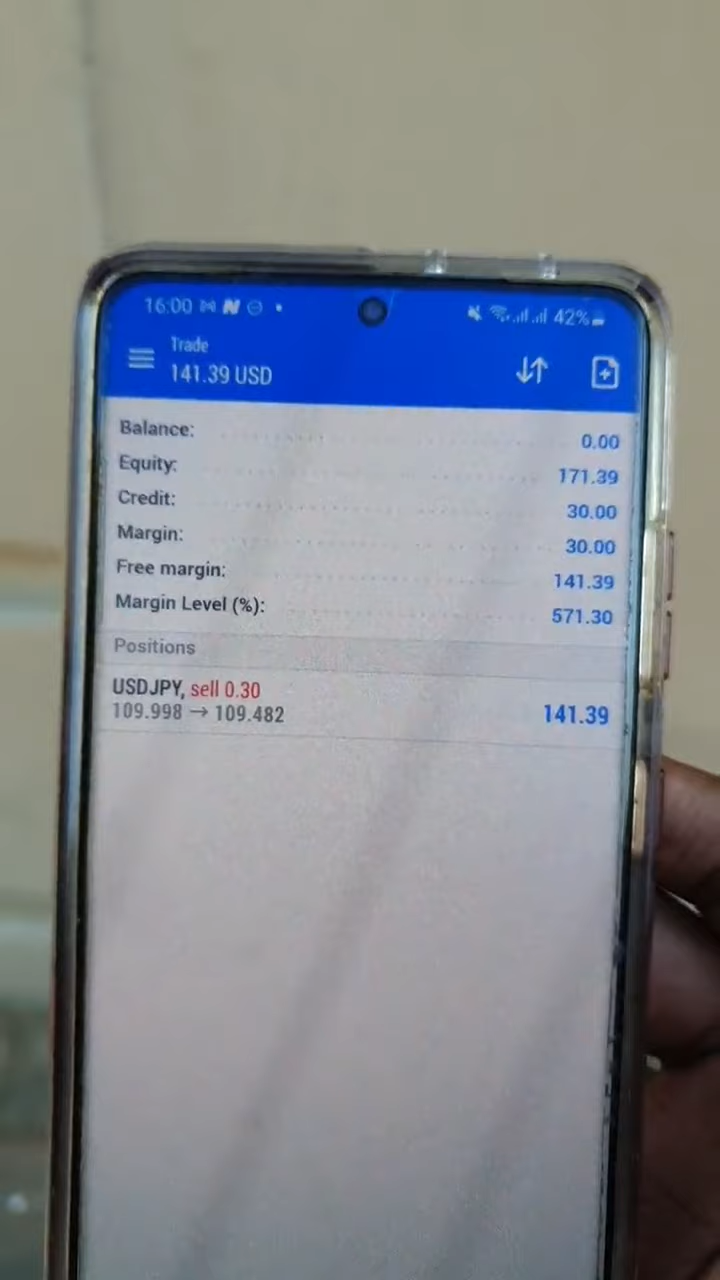 16:00 42%
Trade
141.39 USD
Balance: 0.00
Equity: 171.39
Credit: 30.00
Margin: 30.00
Free margin: 141.39
Margin Level (%): 571.30
Positions
USDJPY, sell 0.30
109.998 → 109.482 141.39